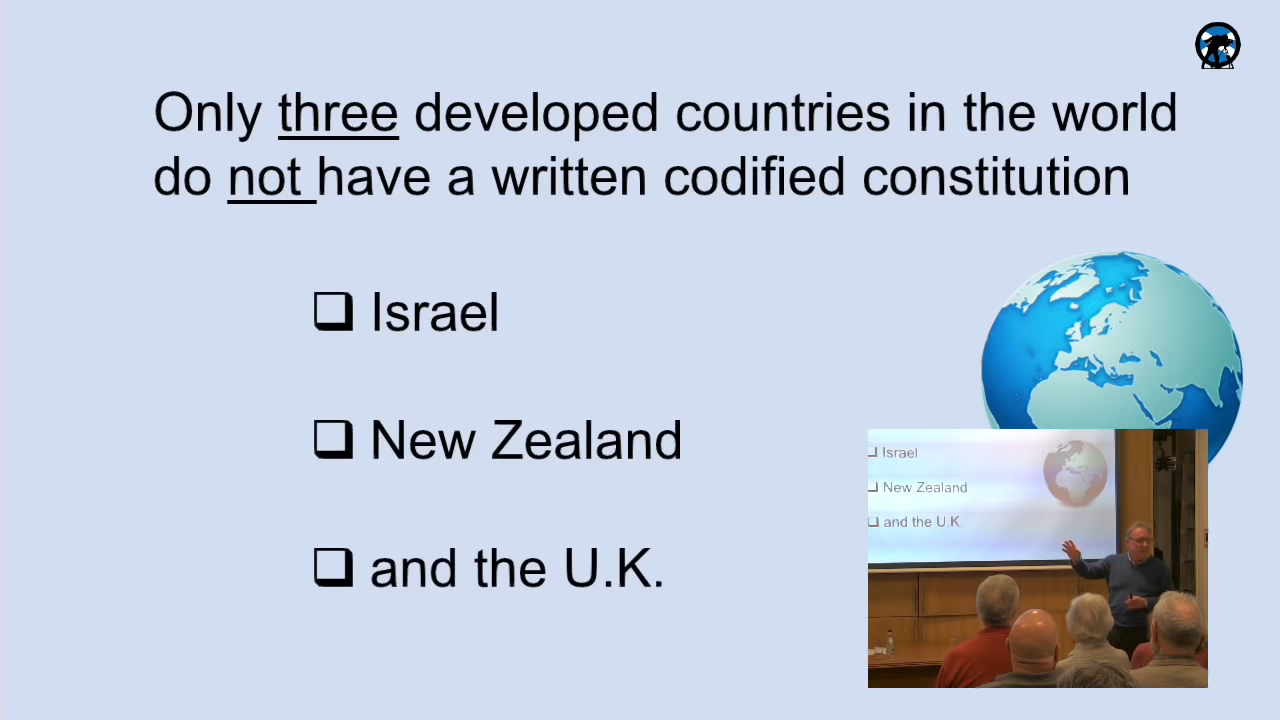 Only three developed countries in the world
do not have a written codified constitution
❑ Israel
❑ New Zealand
❑ and the U.K.
❑ Israel
❑ New Zealand
❑ and the U.K.